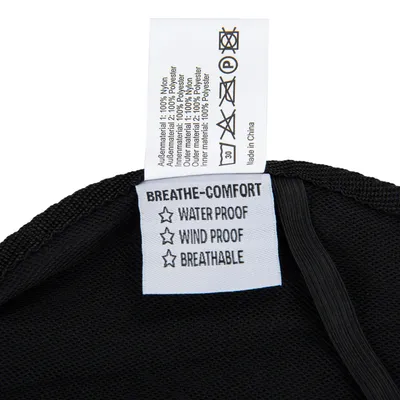 Außenmaterial 1: 100% Nylon
Außenmaterial 2: 100% Polyester
Innenmaterial: 100% Polyester
Outer material 1: 100% Nylon
Outer material 2: 100% Polyester
Inner material: 100% Polyester
30
P
Made in China
BREATHE-COMFORT
WATER PROOF
WIND PROOF
BREATHABLE